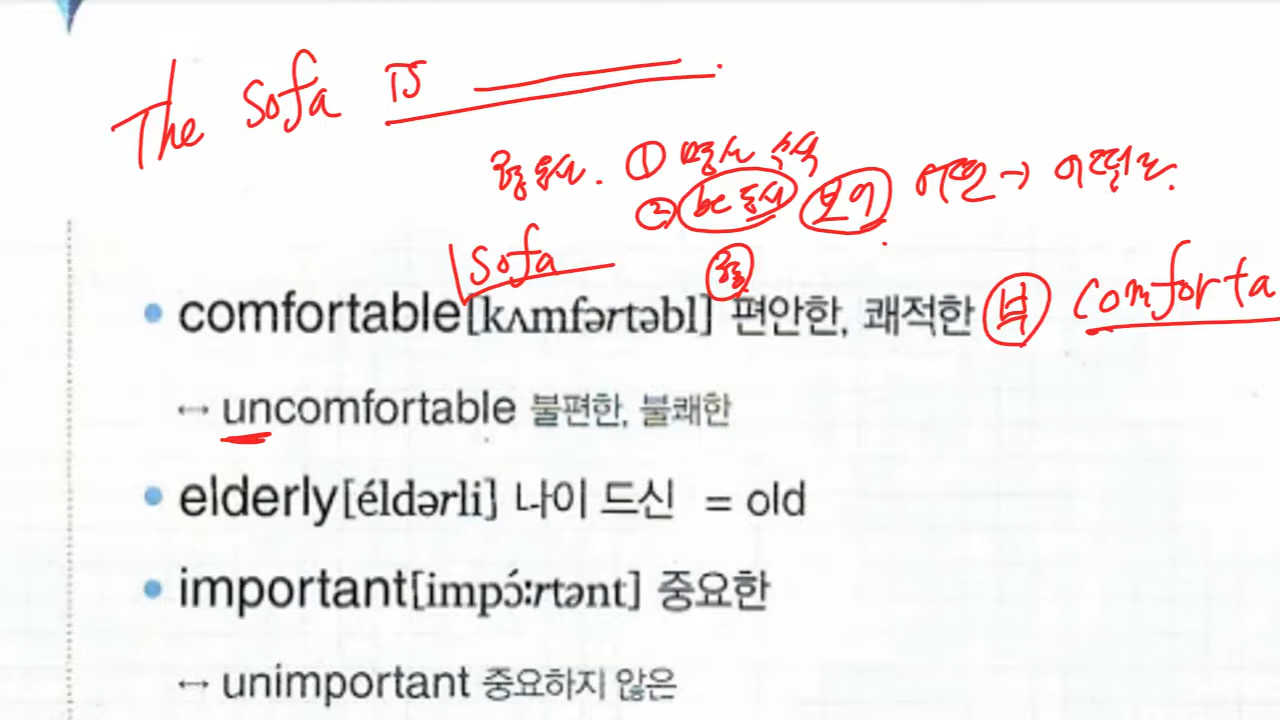 The sofa is
형용사. ① 명사 수식
② be동사 보어 어떤 → 어떨는.
sofa 형 부 comforta
comfortable[kʌmfərtəbl] 편안한, 쾌적한
↔ uncomfortable 불편한, 불쾌한
elderly[éldərli] 나이 드신 = old
important[impɔ́ːrtənt] 중요한
↔ unimportant 중요하지 않은